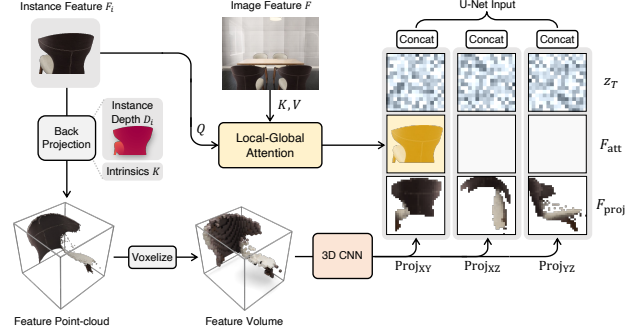 Instance Feature F_i
Image Feature F
U-Net Input
Concat
Concat
Concat
z_T
Instance
Depth D_i
Back
Projection
Intrinsics K
Q
K, V
Local-Global
Attention
F_att
F_proj
Voxelize
3D CNN
Proj_XY
Proj_XZ
Proj_YZ
Feature Point-cloud
Feature Volume